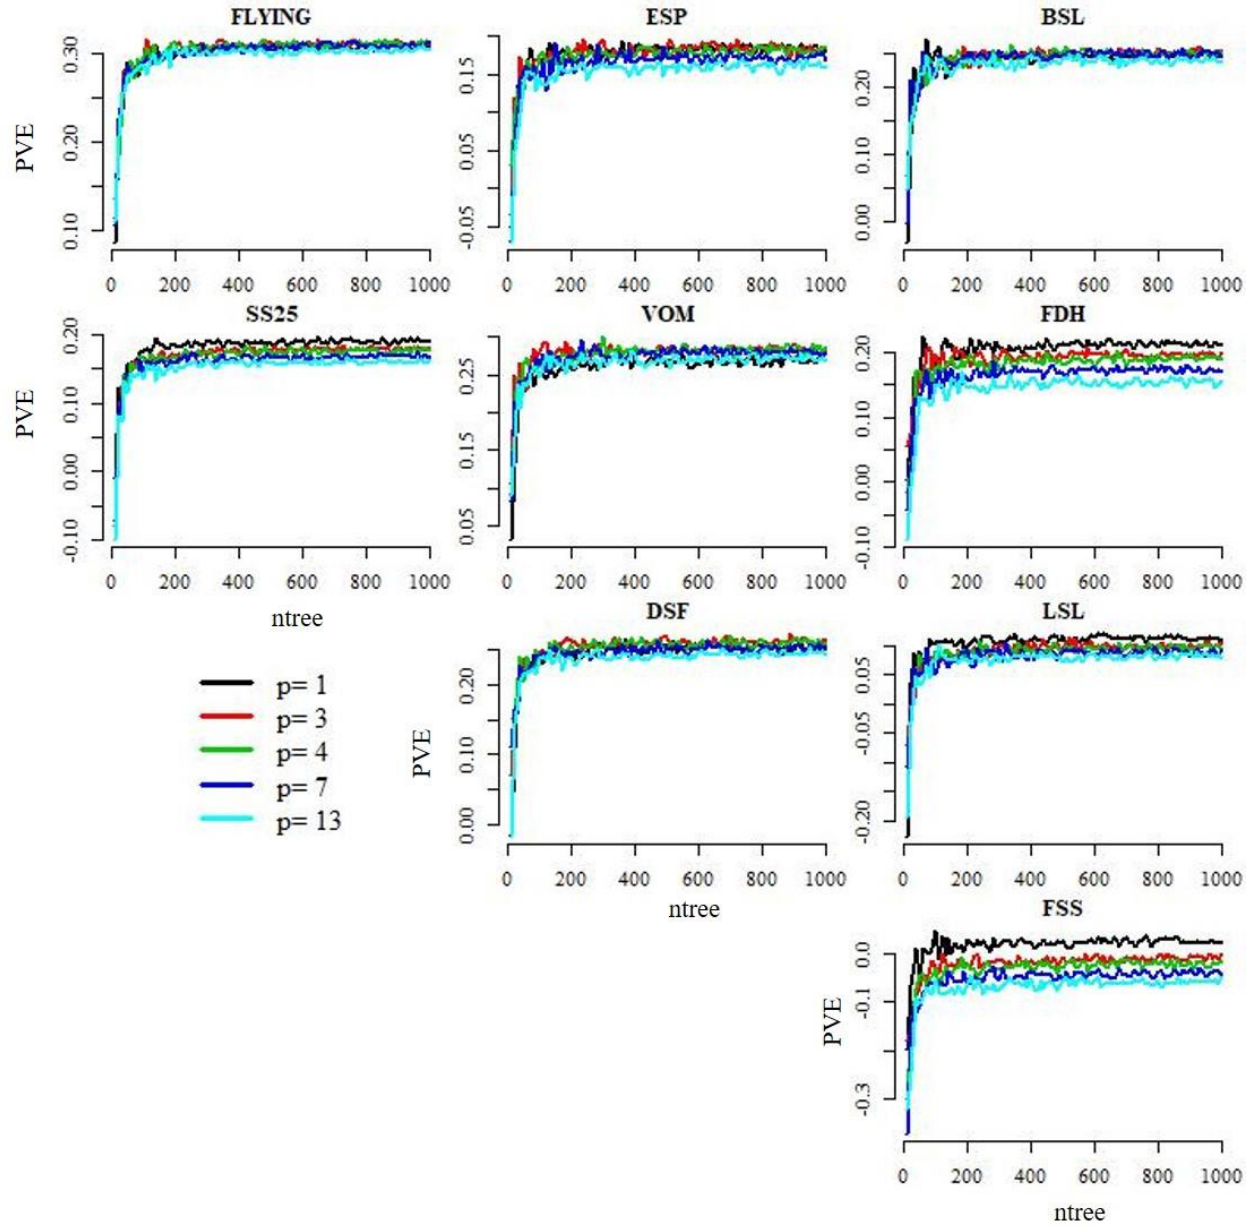 FLYING
ESP
BSL
PVE
0.30
0.20
0.10
0.15
0.05
-0.05
0.20
0.10
0.00
0 200 400 600 800 1000
0 200 400 600 800 1000
0 200 400 600 800 1000
SS25
VOM
FDH
PVE
0.20
0.10
0.00
-0.10
0.25
0.15
0.05
0.20
0.10
0.00
-0.10
0 200 400 600 800 1000
0 200 400 600 800 1000
0 200 400 600 800 1000
ntree
DSF
LSL
p= 1
p= 3
p= 4
p= 7
p= 13
PVE
0.20
0.10
0.00
0.05
-0.05
-0.20
0 200 400 600 800 1000
0 200 400 600 800 1000
ntree
FSS
PVE
0.0
-0.1
-0.3
0 200 400 600 800 1000
ntree